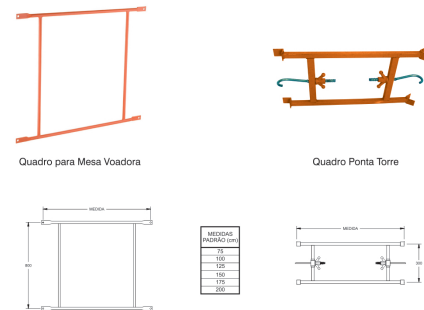 Quadro para Mesa Voadora
Quadro Ponta Torre
MEDIDA
MEDIDAS
PADRÃO (cm)
75
100
125
150
175
200
MEDIDA